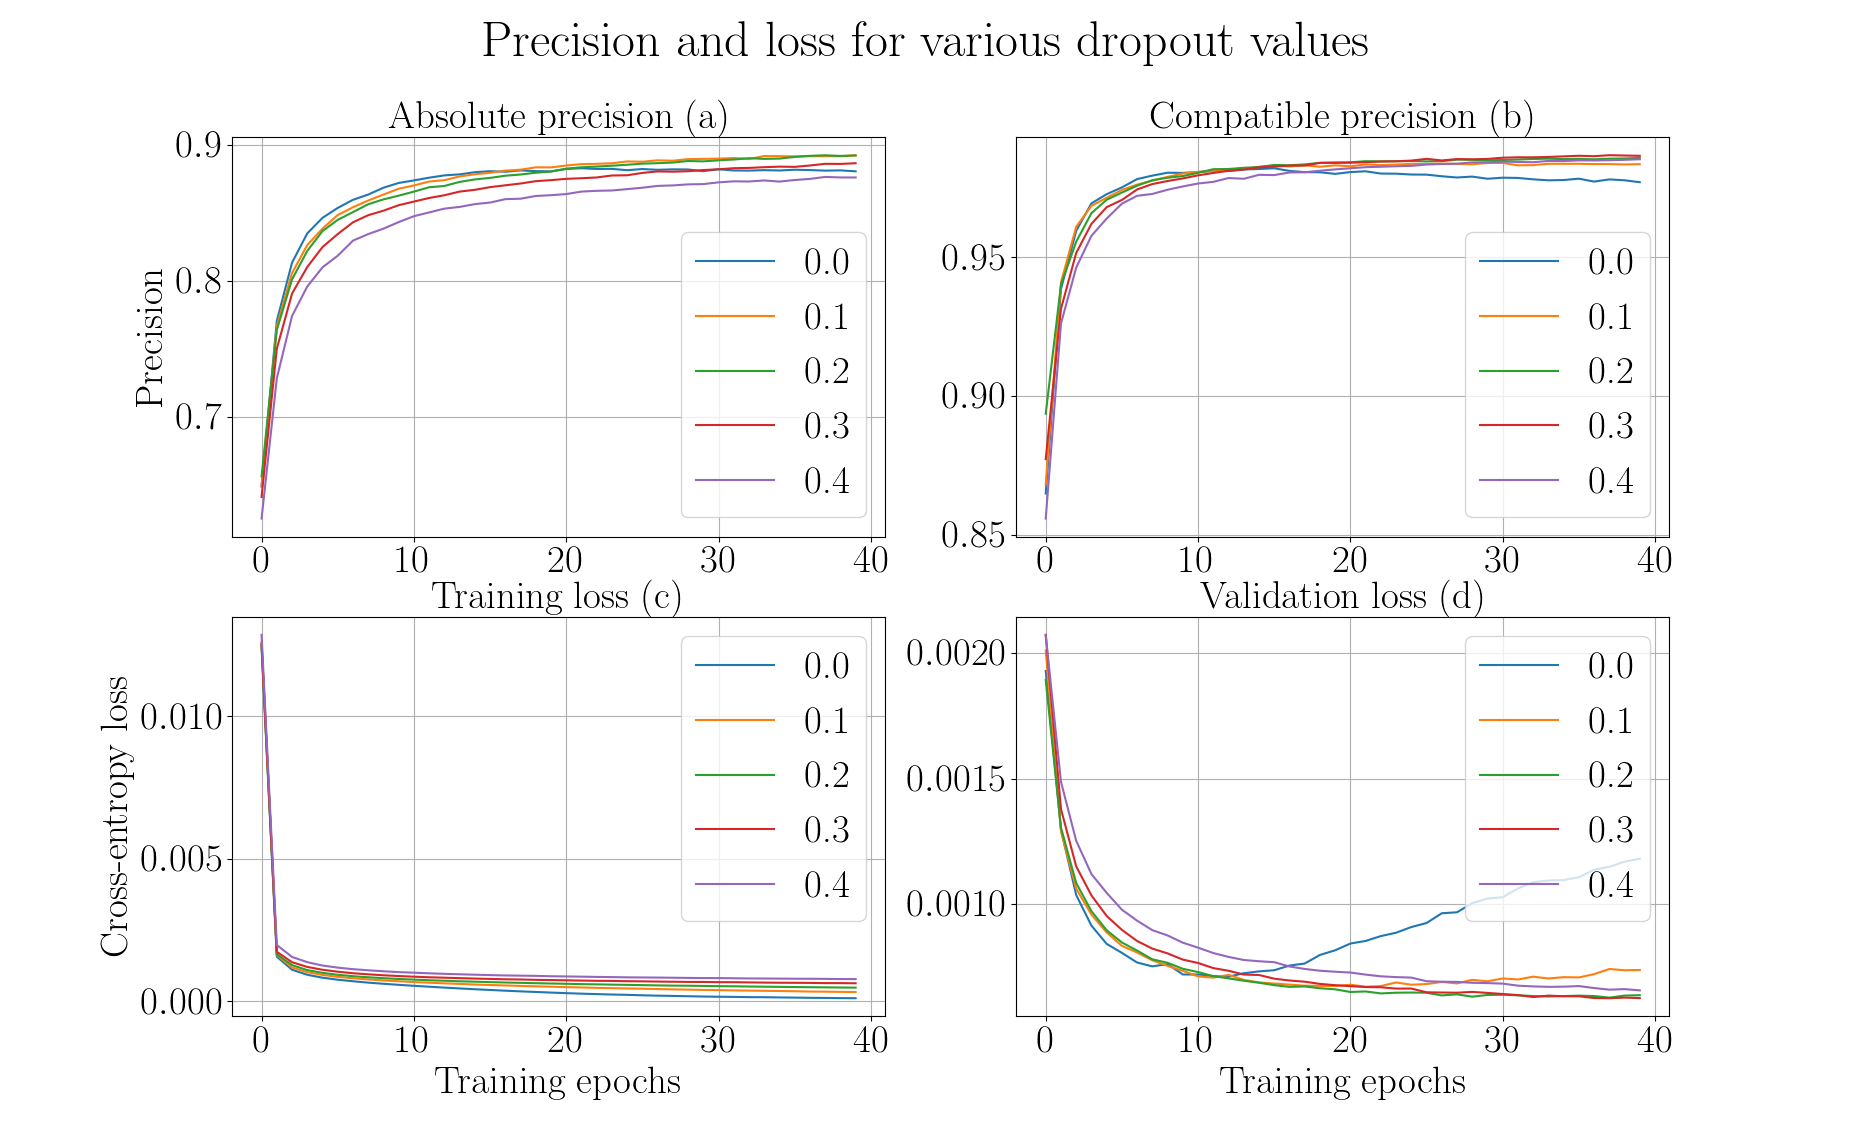 Precision and loss for various dropout values
Absolute precision (a)
Precision
0.9
0.8
0.7
0 10 20 30 40
0.0
0.1
0.2
0.3
0.4
Compatible precision (b)
0.95
0.90
0.85
0 10 20 30 40
0.0
0.1
0.2
0.3
0.4
Training loss (c)
Cross-entropy loss
0.010
0.005
0.000
0 10 20 30 40
Training epochs
0.0
0.1
0.2
0.3
0.4
Validation loss (d)
0.0020
0.0015
0.0010
0 10 20 30 40
Training epochs
0.0
0.1
0.2
0.3
0.4